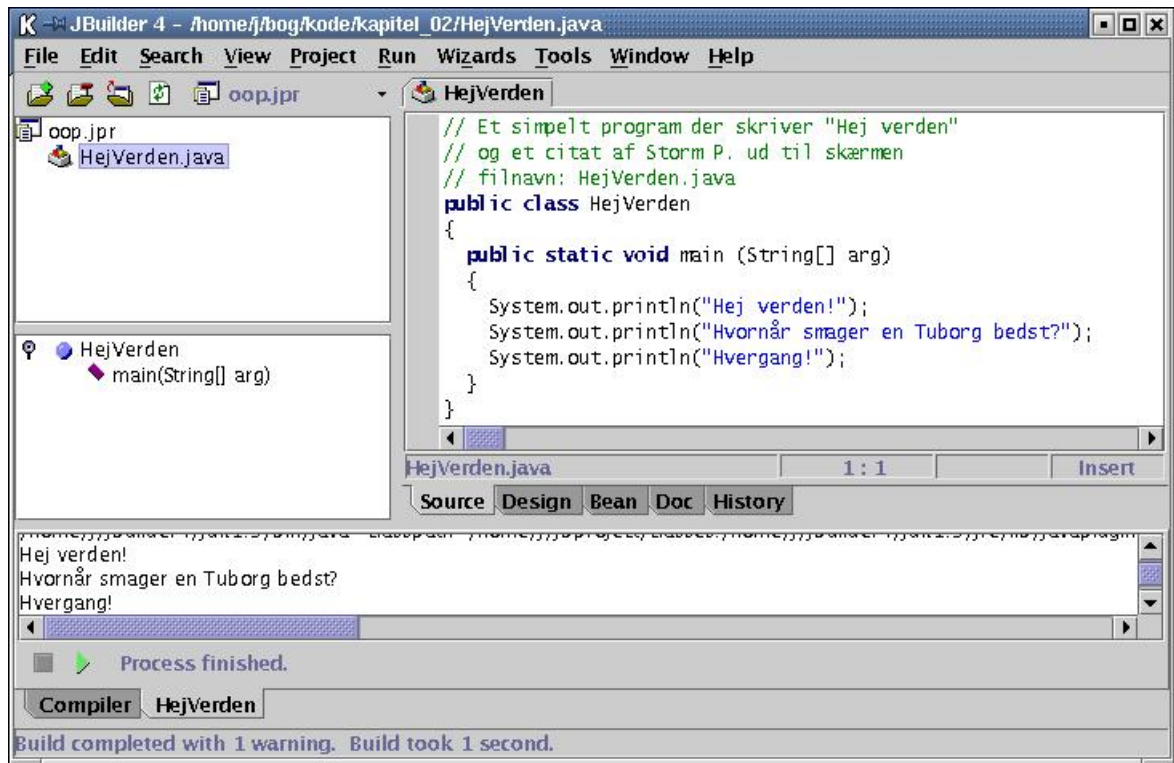 JBuilder 4 - /home/j/bog/kode/kapitel_02/HejVerden.java
File Edit Search View Project Run Wizards Tools Window Help
oop.jpr
HejVerden
oop.jpr
HejVerden.java
// Et simpelt program der skriver "Hej verden"
// og et citat af Storm P. ud til skærmen
// filnavn: HejVerden.java
public class HejVerden
{
public static void main (String[] arg)
{
System.out.println("Hej verden!");
System.out.println("Hvornår smager en Tuborg bedst?");
System.out.println("Hvergang!");
}
}
HejVerden
main(String[] arg)
HejVerden.java 1:1 Insert
Source Design Bean Doc History
Hej verden!
Hvornår smager en Tuborg bedst?
Hvergang!
Process finished.
Compiler HejVerden
Build completed with 1 warning. Build took 1 second.